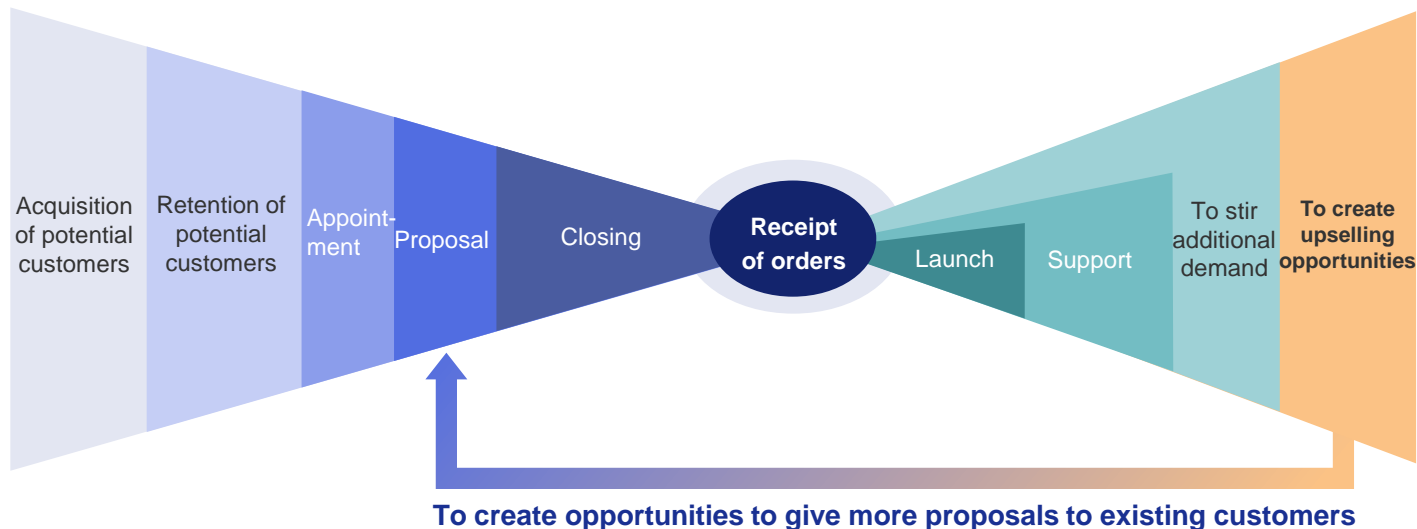 Acquisition
of potential
customers
Retention of
potential
customers
Appoint-
ment
Proposal
Closing
Receipt
of orders
Launch
Support
To stir
additional
demand
To create
upselling
opportunities
To create opportunities to give more proposals to existing customers